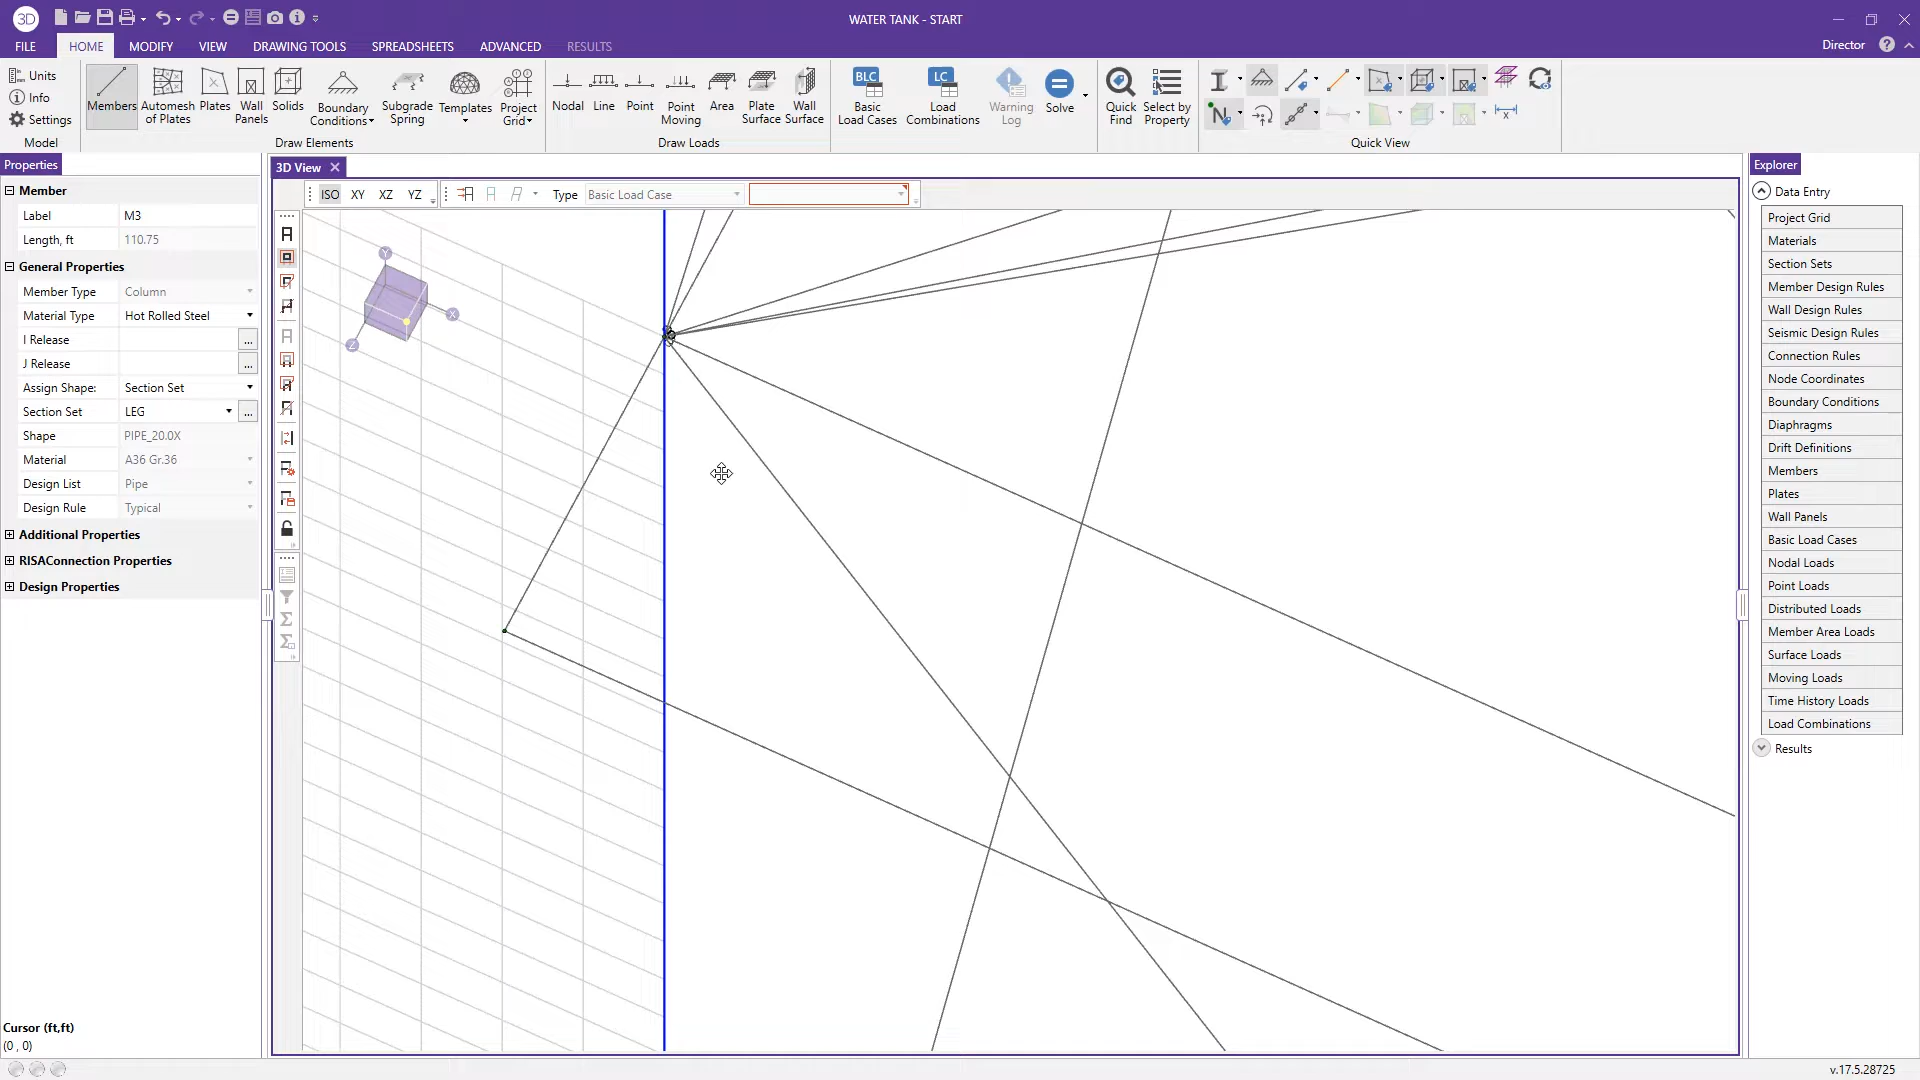 3D
WATER TANK - START
FILE
HOME
MODIFY
VIEW
DRAWING TOOLS
SPREADSHEETS
ADVANCED
RESULTS
Director
Units
Info
Settings
Model
Members
Automesh
of Plates
Plates
Wall
Panels
Solids
Boundary
Conditions
Subgrade
Spring
Templates
Project
Grid
Draw Elements
Nodal
Line
Point
Point
Moving
Area
Plate
Surface
Wall
Surface
Draw Loads
BLC
Basic
Load Cases
LC
Load
Combinations
Warning
Log
Solve
Quick
Find
Select by
Property
N
Quick View
Properties
Member
Label M3
Length, ft 110.75
General Properties
Member Type Column
Material Type Hot Rolled Steel
I Release ...
J Release ...
Assign Shape: Section Set
Section Set LEG ...
Shape PIPE_20.0X
Material A36 Gr.36
Design List Pipe
Design Rule Typical
Additional Properties
RISAConnection Properties
Design Properties
Cursor (ft,ft)
(0 , 0)
3D View
ISO XY XZ YZ
Type Basic Load Case
Y
X
Z
Explorer
Data Entry
Project Grid
Materials
Section Sets
Member Design Rules
Wall Design Rules
Seismic Design Rules
Connection Rules
Node Coordinates
Boundary Conditions
Diaphragms
Drift Definitions
Members
Plates
Wall Panels
Basic Load Cases
Nodal Loads
Point Loads
Distributed Loads
Member Area Loads
Surface Loads
Moving Loads
Time History Loads
Load Combinations
Results
v.17.5.28725